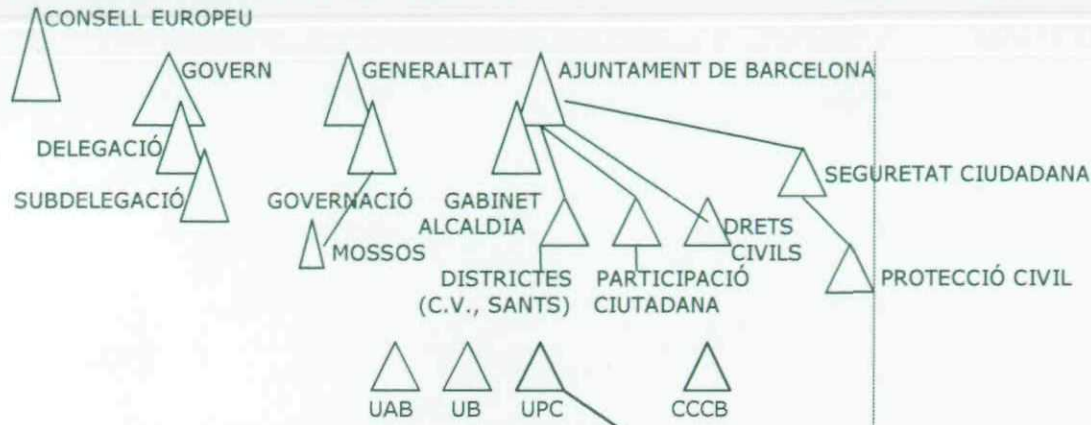 CONSELL EUROPEU
GOVERN
GENERALITAT
AJUNTAMENT DE BARCELONA
DELEGACIÓ
SEGURETAT CIUDADANA
SUBDELEGACIÓ
GOVERNACIÓ
GABINET
ALCALDIA
DRETS
CIVILS
MOSSOS
DISTRICTES
(C.V., SANTS)
PARTICIPACIÓ
CIUTADANA
PROTECCIÓ CIVIL
UAB
UB
UPC
CCCB